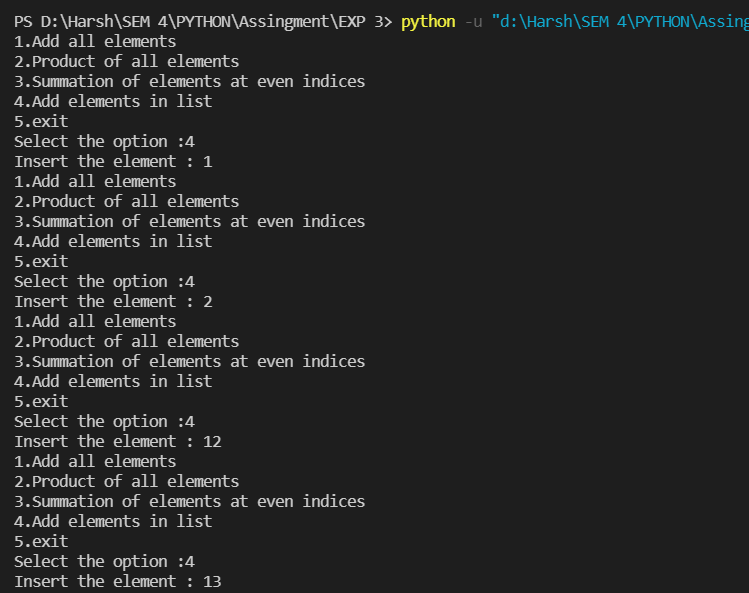 PS D:\Harsh\SEM 4\PYTHON\Assingment\EXP 3> python -u "d:\Harsh\SEM 4\PYTHON\Assing
1.Add all elements
2.Product of all elements
3.Summation of elements at even indices
4.Add elements in list
5.exit
Select the option :4
Insert the element : 1
1.Add all elements
2.Product of all elements
3.Summation of elements at even indices
4.Add elements in list
5.exit
Select the option :4
Insert the element : 2
1.Add all elements
2.Product of all elements
3.Summation of elements at even indices
4.Add elements in list
5.exit
Select the option :4
Insert the element : 12
1.Add all elements
2.Product of all elements
3.Summation of elements at even indices
4.Add elements in list
5.exit
Select the option :4
Insert the element : 13